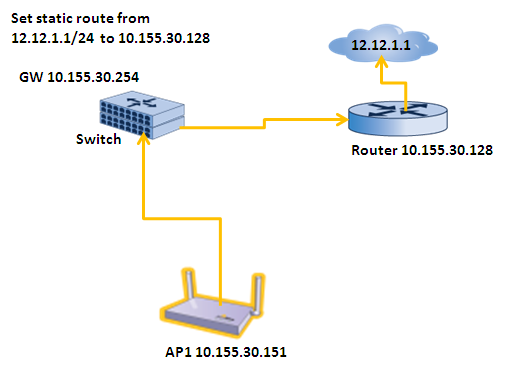 Set static route from
12.12.1.1/24 to 10.155.30.128
GW 10.155.30.254
12.12.1.1
Switch
Router 10.155.30.128
AP1 10.155.30.151